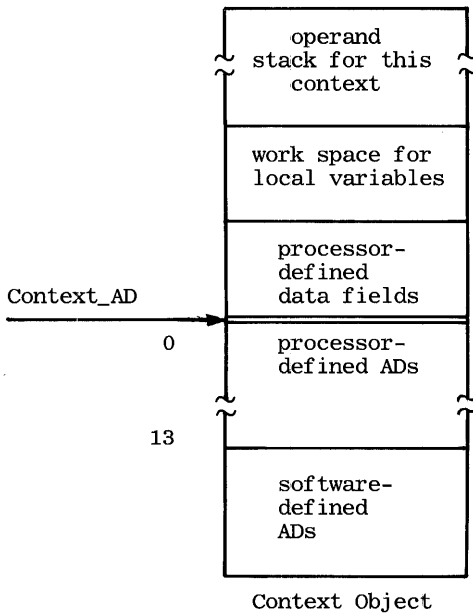 operand
stack for this
context
work space for
local variables
processor-
defined
data fields
Context_AD
0
processor-
defined ADs
13
software-
defined
ADs
Context Object